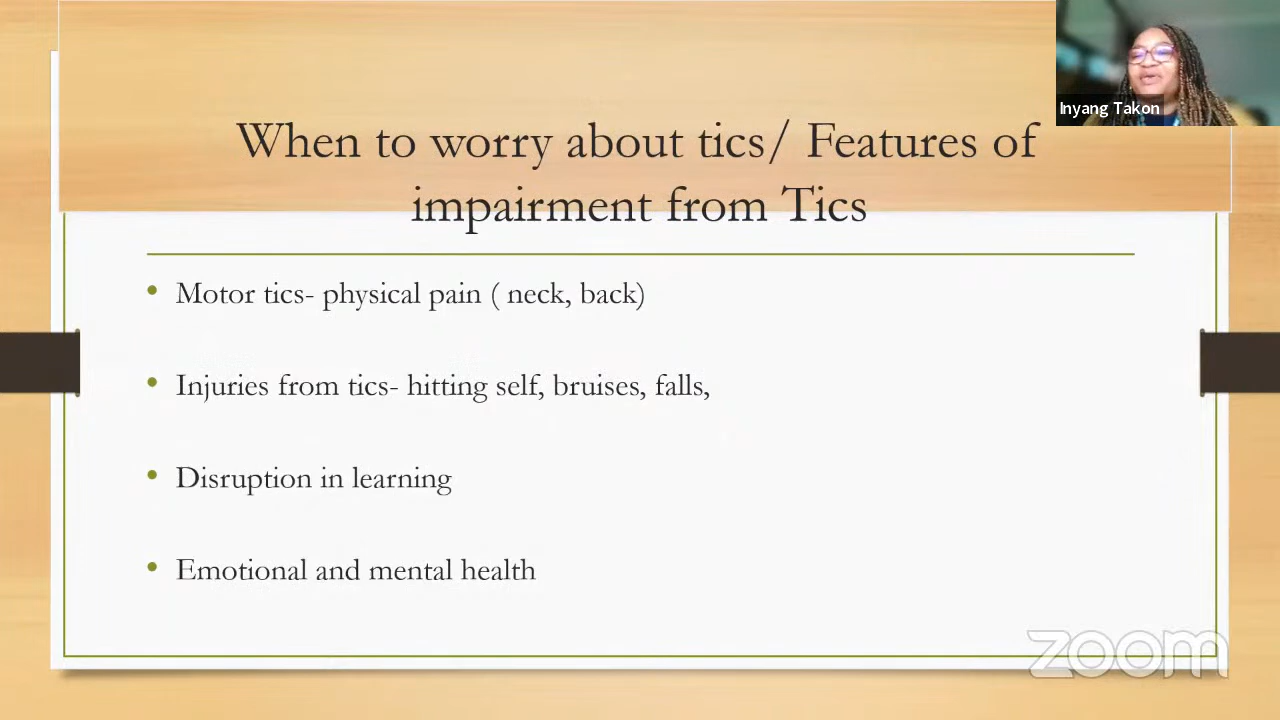 Inyang Takon
When to worry about tics/ Features of
impairment from Tics
• Motor tics- physical pain ( neck, back)
• Injuries from tics- hitting self, bruises, falls,
• Disruption in learning
• Emotional and mental health
zoom